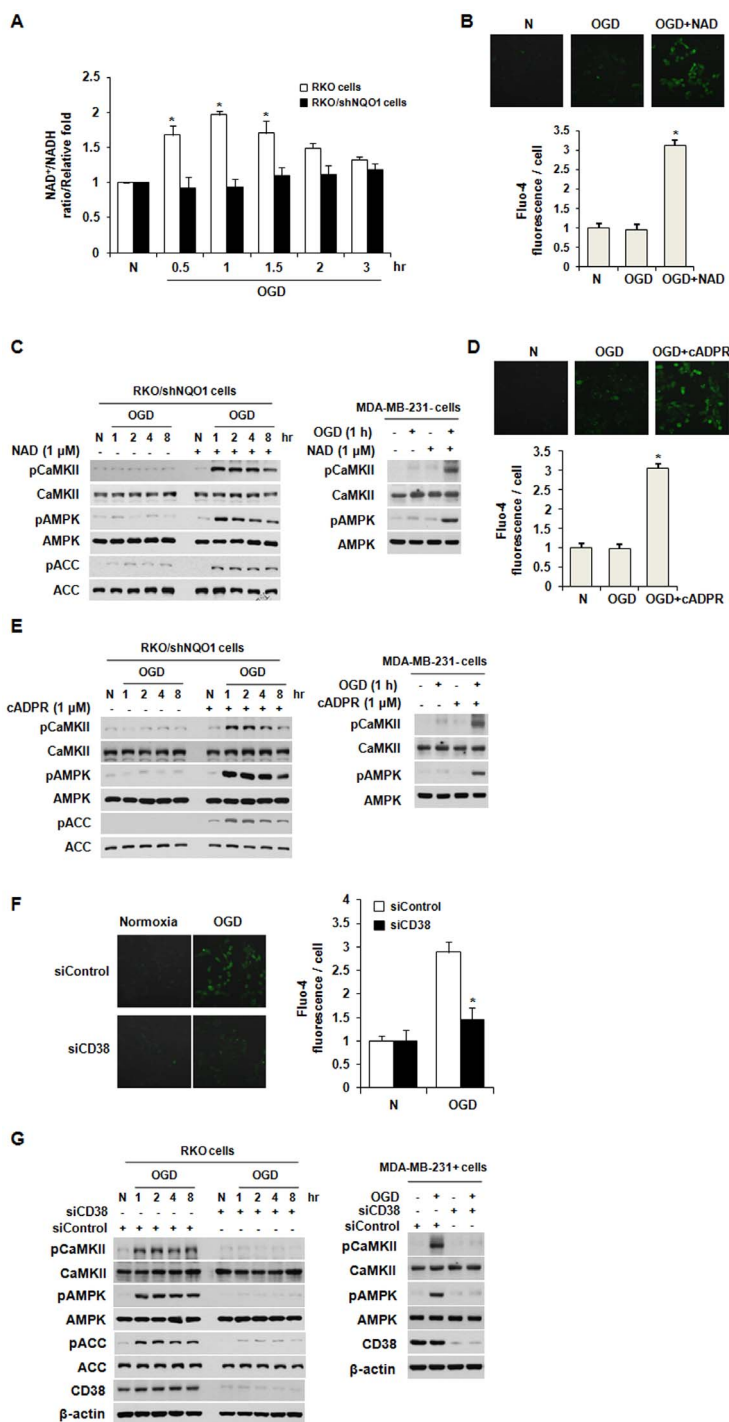 A
NAD⁺/NADH
ratio/Relative fold
2.5
2
1.5
1
0.5
0
RKO cells
RKO/shNQO1 cells
*
*
*
N
0.5
1
1.5
2
3
hr
OGD
B
N
OGD
OGD+NAD
Fluo-4
fluorescence / cell
3.5
3
2.5
2
1.5
1
0.5
0
*
N
OGD
OGD+NAD
C
RKO/shNQO1 cells
OGD
OGD
N 1 2 4 8 N 1 2 4 8 hr
NAD (1 μM) - - - - - + + + + +
pCaMKII
CaMKII
pAMPK
AMPK
pACC
ACC
MDA-MB-231- cells
OGD (1 h) - + - +
NAD (1 μM) - - + +
pCaMKII
CaMKII
pAMPK
AMPK
D
N
OGD
OGD+cADPR
Fluo-4
fluorescence / cell
3.5
3
2.5
2
1.5
1
0.5
0
*
N
OGD
OGD+cADPR
E
RKO/shNQO1 cells
OGD
OGD
N 1 2 4 8 N 1 2 4 8 hr
cADPR (1 μM) - - - - - + + + + +
pCaMKII
CaMKII
pAMPK
AMPK
pACC
ACC
MDA-MB-231- cells
OGD (1 h) - + - +
cADPR (1 μM) - - + +
pCaMKII
CaMKII
pAMPK
AMPK
F
Normoxia
OGD
siControl
siCD38
Fluo-4
fluorescence / cell
4
3.5
3
2.5
2
1.5
1
0.5
0
siControl
siCD38
*
N
OGD
G
RKO cells
OGD
OGD
N 1 2 4 8 N 1 2 4 8 hr
siCD38 - - - - - + + + + +
siControl + + + + + - - - - -
pCaMKII
CaMKII
pAMPK
AMPK
pACC
ACC
CD38
β-actin
MDA-MB-231+ cells
OGD - + - +
siCD38 - - + +
siControl + + - -
pCaMKII
CaMKII
pAMPK
AMPK
CD38
β-actin